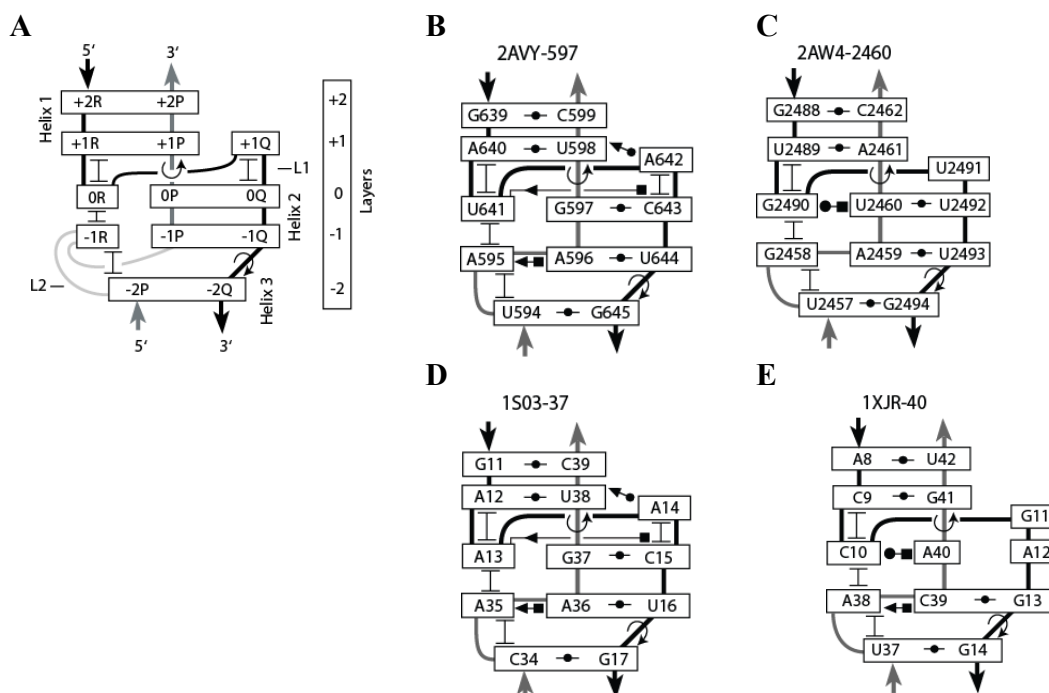 A
5' 3'
+2R +2P
+1R +1P +1Q
L1
0R 0P 0Q
-1R -1P -1Q
L2
-2P -2Q
5' 3'
Helix 1
Helix 2
Helix 3
+2
+1
0
-1
-2
Layers
B
2AVY-597
G639 C599
A640 U598
A642
U641 G597 C643
A595 A596 U644
U594 G645
C
2AW4-2460
G2488 C2462
U2489 A2461
U2491
G2490 U2460 U2492
G2458 A2459 U2493
U2457 G2494
D
1S03-37
G11 C39
A12 U38
A14
A13 G37 C15
A35 A36 U16
C34 G17
E
1XJR-40
A8 U42
C9 G41
G11
C10 A40 A12
A38 C39 G13
U37 G14